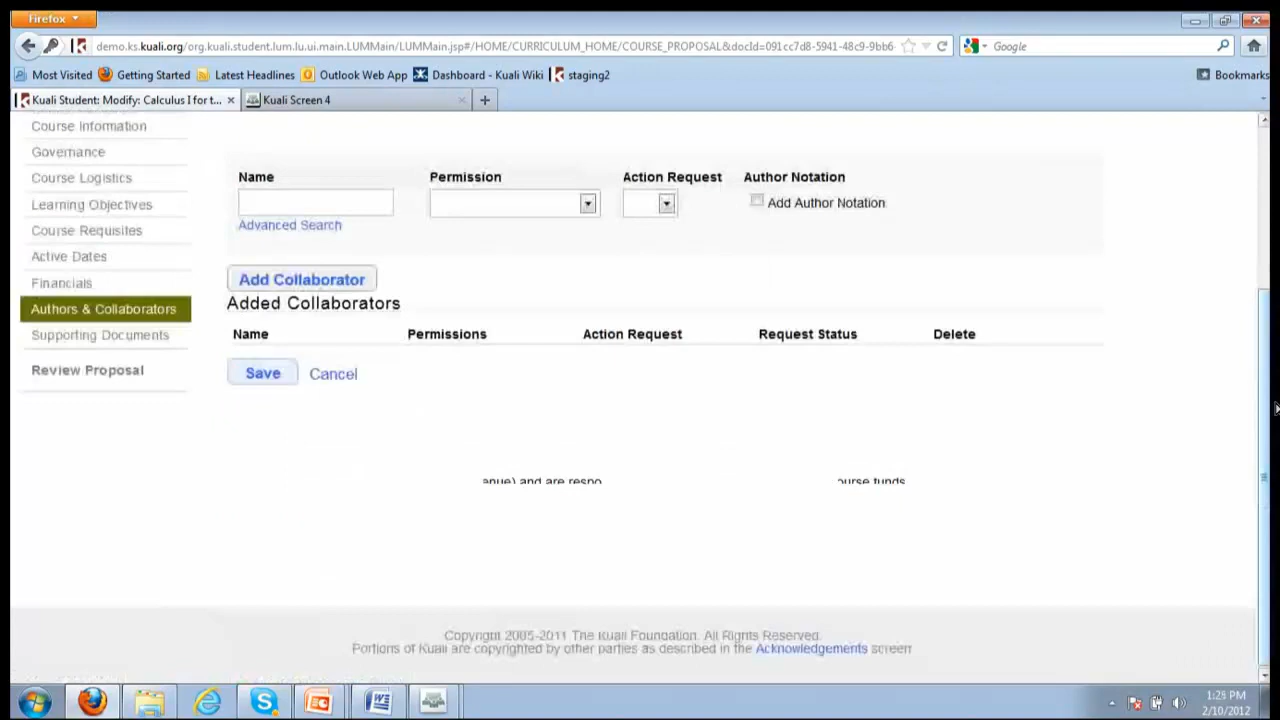 Firefox
demo.ks.kuali.org/org.kuali.student.lum.lu.ui.main.LUMMain/LUMMain.jsp#/HOME/CURRICULUM_HOME/COURSE_PROPOSAL&docId=091cc7d8-5941-48c9-9bb6- Google
Most Visited Getting Started Latest Headlines Outlook Web App Dashboard - Kuali Wiki staging2 Bookmarks
Kuali Student: Modify: Calculus I for t... Kuali Screen 4
Course Information
Governance
Course Logistics
Learning Objectives
Course Requisites
Active Dates
Financials
Authors & Collaborators
Supporting Documents
Review Proposal
Name Permission Action Request Author Notation
Add Author Notation
Advanced Search
Add Collaborator
Added Collaborators
Name Permissions Action Request Request Status Delete
Save Cancel
enue) and are respo ourse funds
Copyright 2005-2011 The Kuali Foundation. All Rights Reserved.
Portions of Kuali are copyrighted by other parties as described in the Acknowledgements screen
1:25 PM
2/10/2012